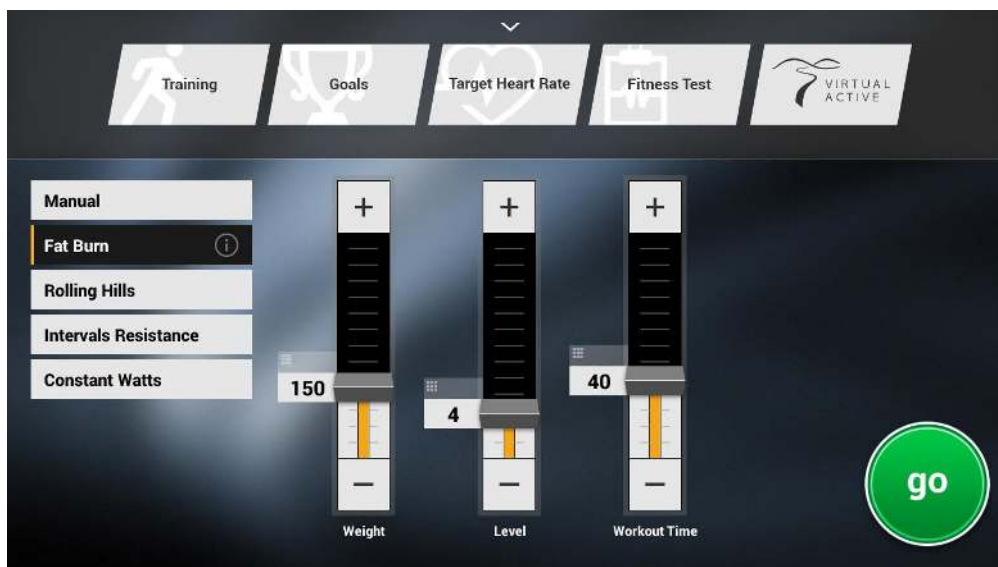 Training
Goals
Target Heart Rate
Fitness Test
VIRTUAL
ACTIVE
Manual
Fat Burn
Rolling Hills
Intervals Resistance
Constant Watts
+
+
+
150
4
40
−
−
−
Weight
Level
Workout Time
go